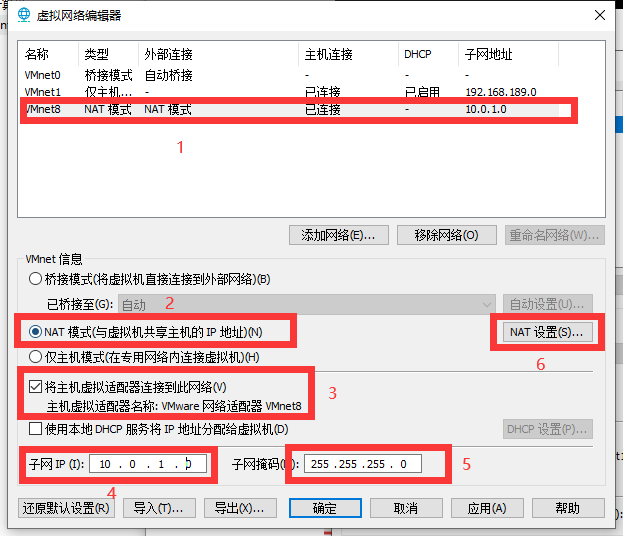 虚拟网络编辑器
名称 类型 外部连接 主机连接 DHCP 子网地址
VMnet0 桥接模式 自动桥接 - - -
VMnet1 仅主机... - 已连接 已启用 192.168.189.0
VMnet8 NAT 模式 NAT 模式 已连接 - 10.0.1.0
1
添加网络(E)... 移除网络(O) 重命名网络(W)...
VMnet 信息
桥接模式(将虚拟机直接连接到外部网络)(B)
已桥接至(G): 自动 2 自动设置(U)...
NAT 模式(与虚拟机共享主机的 IP 地址)(N) NAT 设置(S)...
仅主机模式(在专用网络内连接虚拟机)(H) 6
将主机虚拟适配器连接到此网络(V) 3
主机虚拟适配器名称: VMware 网络适配器 VMnet8
使用本地 DHCP 服务将 IP 地址分配给虚拟机(D) DHCP 设置(P)...
子网 IP (I): 10 . 0 . 1 . 0 子网掩码 255 .255 .255 . 0 5
4
还原默认设置(R) 导入(T)... 导出(X)... 确定 取消 应用(A) 帮助